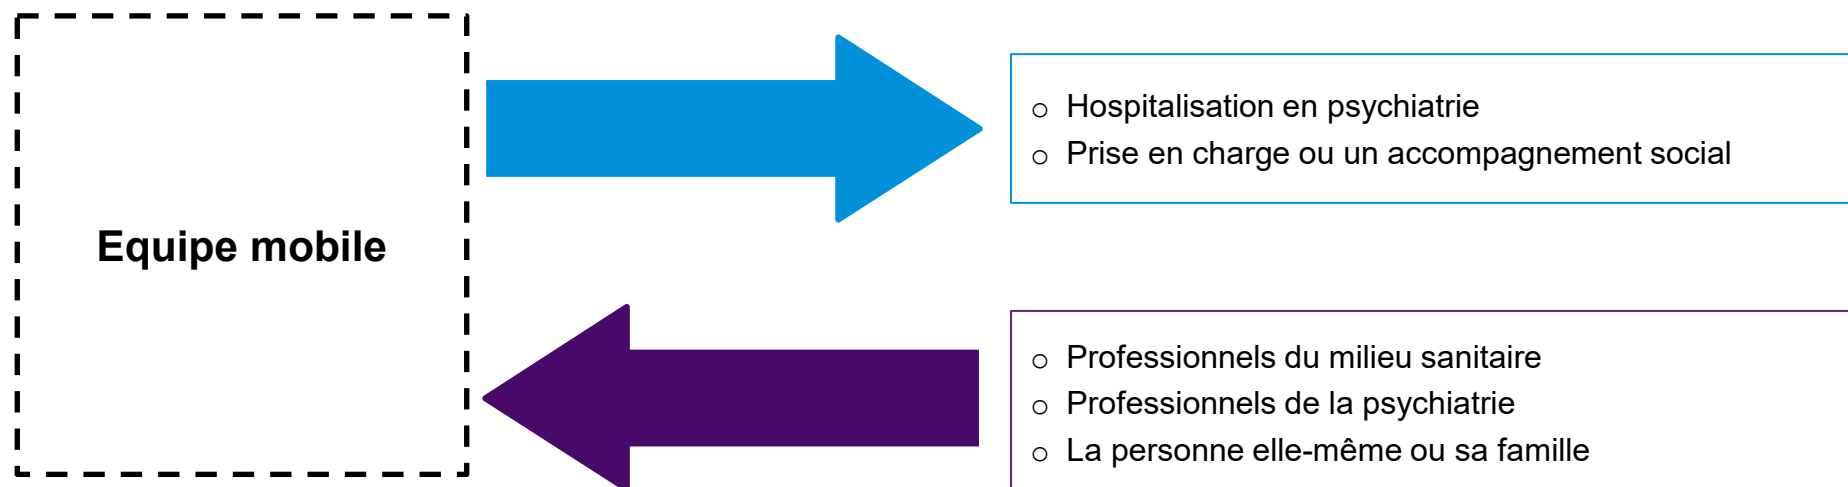 Equipe mobile
o Hospitalisation en psychiatrie
o Prise en charge ou un accompagnement social
o Professionnels du milieu sanitaire
o Professionnels de la psychiatrie
o La personne elle-même ou sa famille